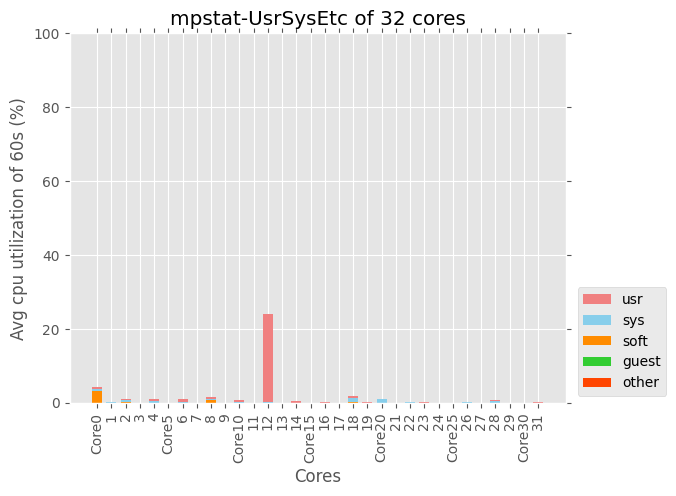 mpstat-UsrSysEtc of 32 cores
Avg cpu utilization of 60s (%)
100
80
60
40
20
0
usr
sys
soft
guest
other
Core0
1
2
3
4
Core5
6
7
8
9
Core10
11
12
13
14
Core15
16
17
18
19
Core20
21
22
23
24
Core25
26
27
28
29
Core30
31
Cores